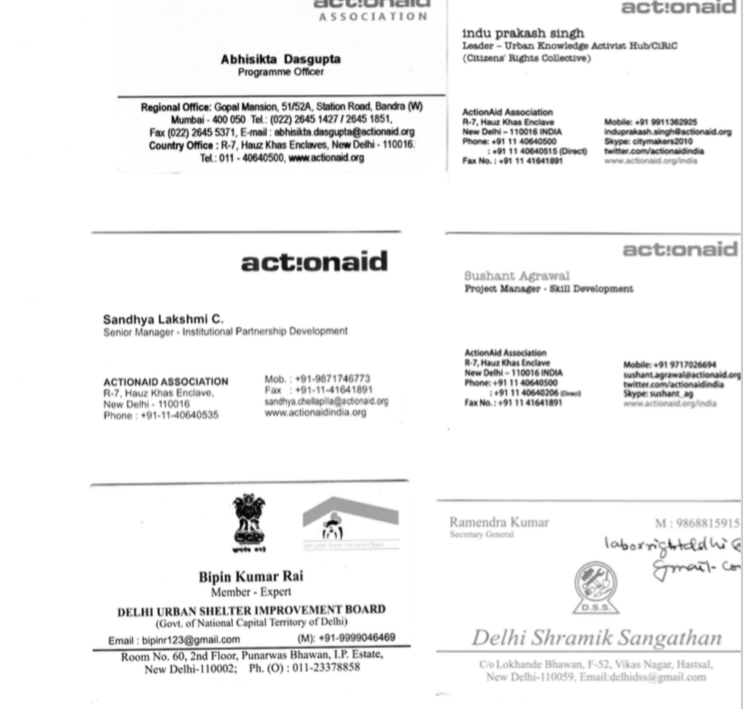 act:onaid
ASSOCIATION
Abhisikta Dasgupta
Programme Officer
Regional Office: Gopal Mansion, 51/52A, Station Road, Bandra (W)
Mumbai - 400 050 Tel.: (022) 2645 1427 / 2645 1851,
Fax (022) 2645 5371, E-mail : abhisikta.dasgupta@actionaid.org
Country Office : R-7, Hauz Khas Enclaves, New Delhi - 110016.
Tel.: 011 - 40640500, www.actionaid.org
act:onaid
indu prakash singh
Leader – Urban Knowledge Activist Hub/CiRiC
(Citizens' Rights Collective)
ActionAid Association
R-7, Hauz Khas Enclave
New Delhi – 110016 INDIA
Phone: +91 11 40640500
: +91 11 40640515 (Direct)
Fax No. : +91 11 41641891
Mobile: +91 9911362925
induprakash.singh@actionaid.org
Skype: citymakers2010
twitter.com/actionaidindia
www.actionaid.org/india
act:onaid
Sandhya Lakshmi C.
Senior Manager - Institutional Partnership Development
ACTIONAID ASSOCIATION
R-7, Hauz Khas Enclave,
New Delhi - 110016
Phone : +91-11-40640535
Mob. : +91-9871746773
Fax : +91-11-41641891
sandhya.chellapilla@actionaid.org
www.actionaidindia.org
act:onaid
Sushant Agrawal
Project Manager - Skill Development
ActionAid Association
R-7, Hauz Khas Enclave
New Delhi – 110016 INDIA
Phone: +91 11 40640500
: +91 11 40640206 (Direct)
Fax No. : +91 11 41641891
Mobile: +91 9717026694
sushant.agrawal@actionaid.org
twitter.com/actionaidindia
Skype: sushant_ag
www.actionaid.org/india
सत्यमेव जयते
Bipin Kumar Rai
Member - Expert
DELHI URBAN SHELTER IMPROVEMENT BOARD
(Govt. of National Capital Territory of Delhi)
Email : bipinr123@gmail.com (M): +91-9999046469
Room No. 60, 2nd Floor, Punarwas Bhawan, I.P. Estate,
New Delhi-110002; Ph. (O) : 011-23378858
Ramendra Kumar
Secretary General
M : 9868815915
laborrightdelhi@
gmail.co
D.S.S.
Delhi Shramik Sangathan
C/o Lokhande Bhawan, F-52, Vikas Nagar, Hastsal,
New Delhi-110059, Email:delhidss@gmail.com